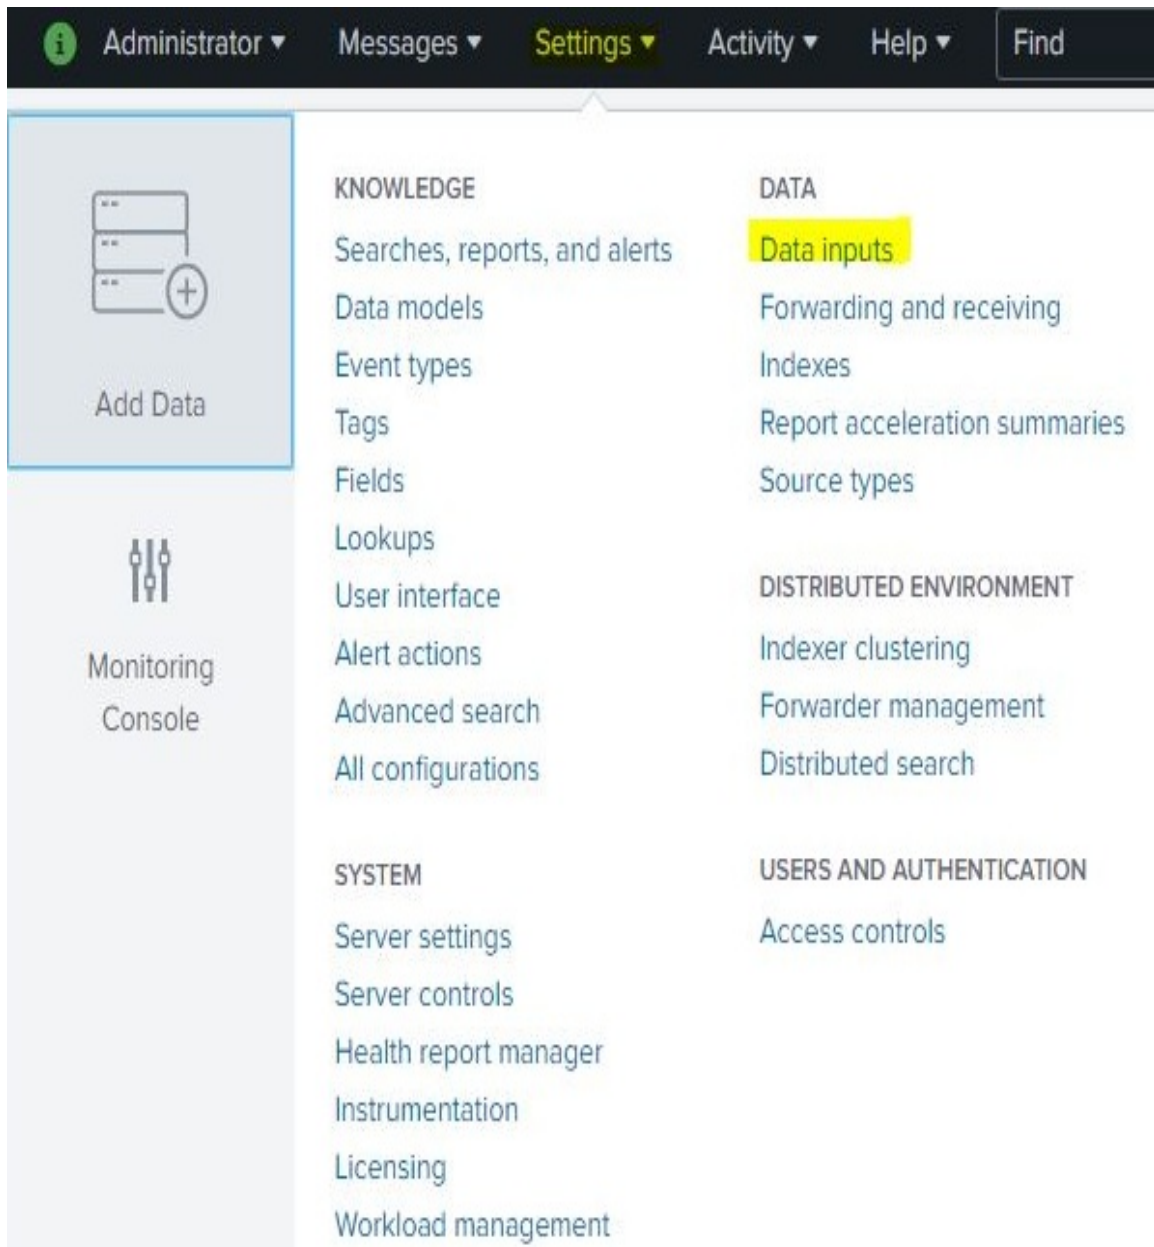 i Administrator ▾ Messages ▾ Settings ▾ Activity ▾ Help ▾ Find
Add Data
Monitoring
Console
KNOWLEDGE
Searches, reports, and alerts
Data models
Event types
Tags
Fields
Lookups
User interface
Alert actions
Advanced search
All configurations
SYSTEM
Server settings
Server controls
Health report manager
Instrumentation
Licensing
Workload management
DATA
Data inputs
Forwarding and receiving
Indexes
Report acceleration summaries
Source types
DISTRIBUTED ENVIRONMENT
Indexer clustering
Forwarder management
Distributed search
USERS AND AUTHENTICATION
Access controls